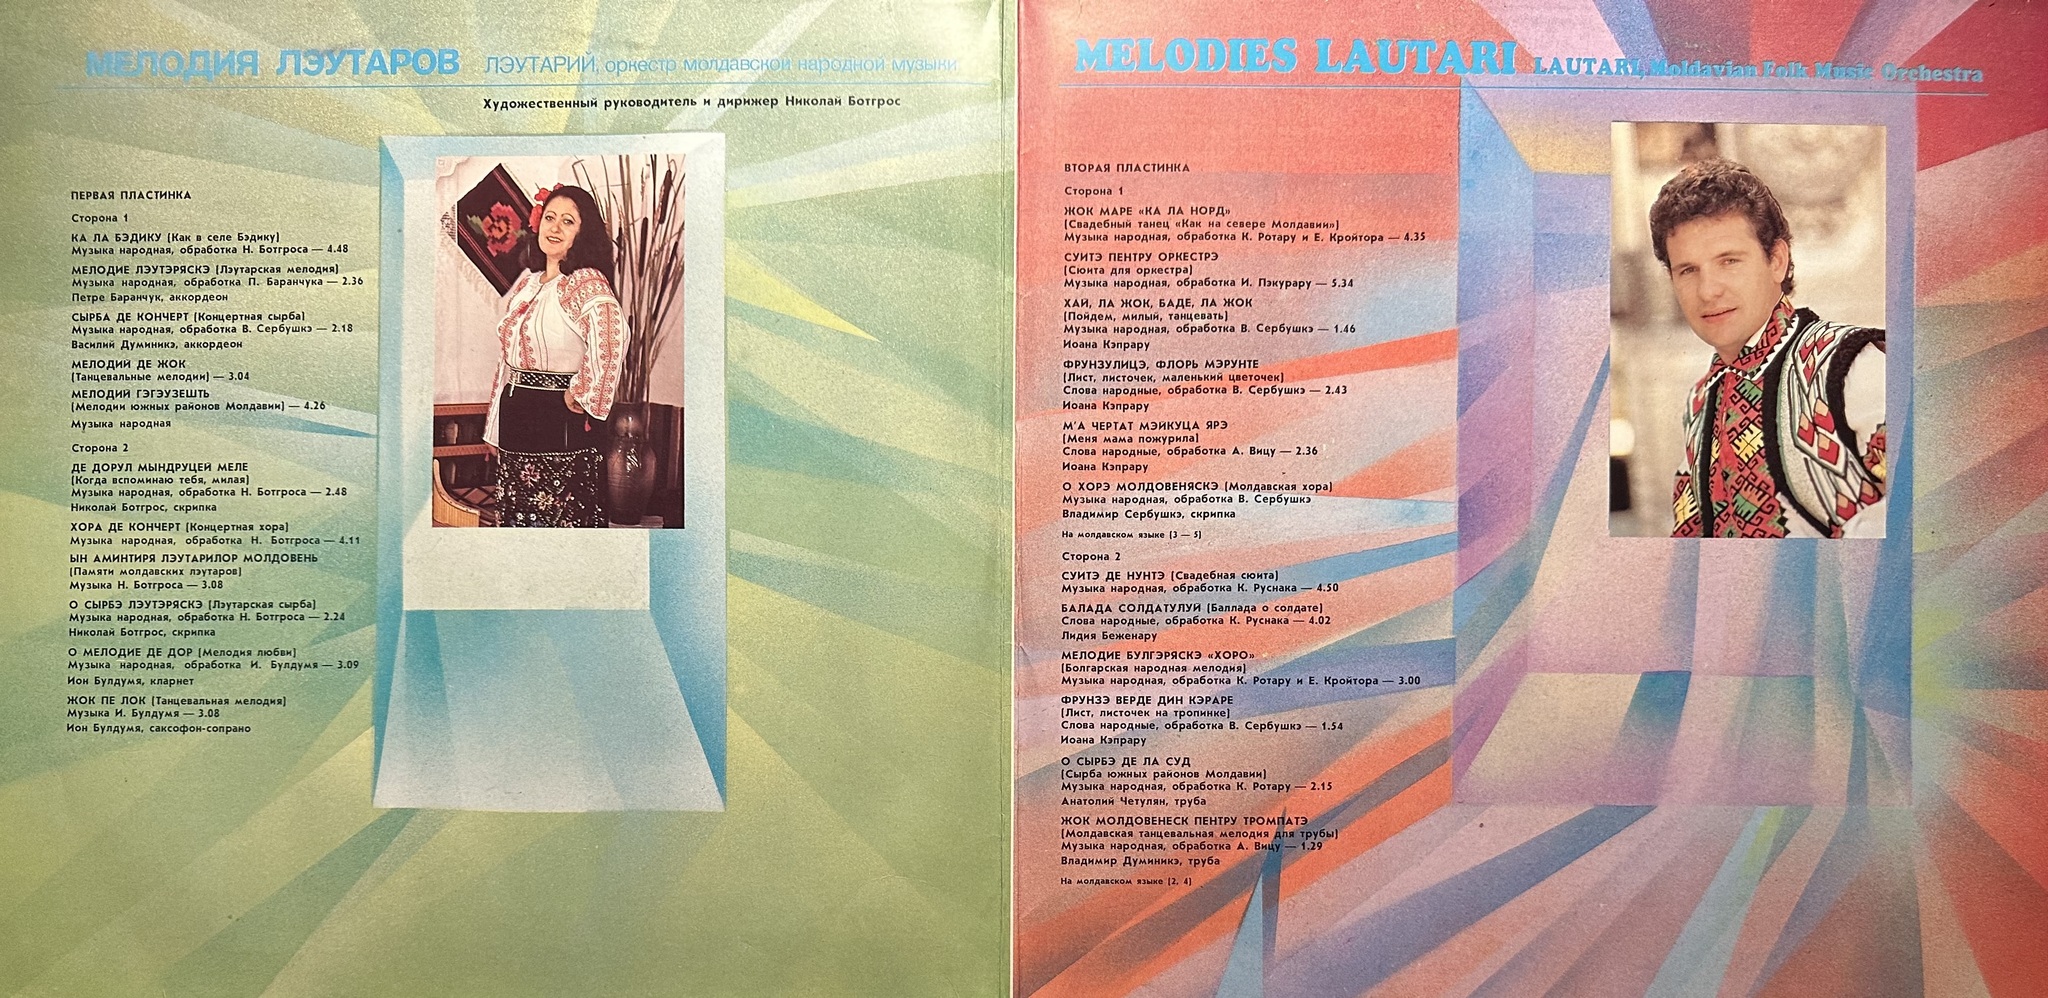 МЕЛОДИЯ ЛЭУТАРОВ ЛЭУТАРИЙ, оркестр молдавской народной музыки
Художественный руководитель и дирижер Николай Ботгрос
ПЕРВАЯ ПЛАСТИНКА
Сторона 1
КА ЛА БЭДИКУ (Как в селе Бэдику)
Музыка народная, обработка Н. Ботгроса — 4.48
МЕЛОДИЕ ЛЭУТЭРЯСКЭ (Лэутарская мелодия)
Музыка народная, обработка П. Баранчука — 2.36
Петре Баранчук, аккордеон
СЫРБА ДЕ КОНЧЕРТ (Концертная сырба)
Музыка народная, обработка В. Сербушкэ — 2.18
Василий Думиникэ, аккордеон
МЕЛОДИЙ ДЕ ЖОК
(Танцевальные мелодии) — 3.04
МЕЛОДИЙ ГЭГЭУЗЕШТЬ
(Мелодии южных районов Молдавии) — 4.26
Музыка народная
Сторона 2
ДЕ ДОРУЛ МЫНДРУЦЕЙ МЕЛЕ
(Когда вспоминаю тебя, милая)
Музыка народная, обработка Н. Ботгроса — 2.48
Николай Ботгрос, скрипка
ХОРА ДЕ КОНЧЕРТ (Концертная хора)
Музыка народная, обработка Н. Ботгроса — 4.11
ЫН АМИНТИРЯ ЛЭУТАРИЛОР МОЛДОВЕНЬ
(Памяти молдавских лэутаров)
Музыка Н. Ботгроса — 3.08
О СЫРБЭ ЛЭУТЭРЯСКЭ (Лэутарская сырба)
Музыка народная, обработка Н. Ботгроса — 2.24
Николай Ботгрос, скрипка
О МЕЛОДИЕ ДЕ ДОР (Мелодия любви)
Музыка народная, обработка И. Булдумя — 3.09
Ион Булдумя, кларнет
ЖОК ПЕ ЛОК (Танцевальная мелодия)
Музыка И. Булдумя — 3.08
Ион Булдумя, саксофон-сопрано
MELODIES LAUTARI LAUTARI, Moldavian Folk Music Orchestra
ВТОРАЯ ПЛАСТИНКА
Сторона 1
ЖОК МАРЕ «КА ЛА НОРД»
(Свадебный танец «Как на севере Молдавии»)
Музыка народная, обработка К. Ротару и Е. Кройтора — 4.35
СУИТЭ ПЕНТРУ ОРКЕСТРЭ
(Сюита для оркестра)
Музыка народная, обработка И. Пэкурару — 5.34
ХАЙ, ЛА ЖОК, БАДЕ, ЛА ЖОК
(Пойдем, милый, танцевать)
Музыка народная, обработка В. Сербушкэ — 1.46
Иоана Кэпрару
ФРУНЗУЛИЦЭ, ФЛОРЬ МЭРУНТЕ
(Лист, листочек, маленький цветочек)
Слова народные, обработка В. Сербушкэ — 2.43
Иоана Кэпрару
М'А ЧЕРТАТ МЭЙКУЦА ЯРЭ
(Меня мама пожурила)
Слова народные, обработка А. Вицу — 2.36
Иоана Кэпрару
О ХОРЭ МОЛДОВЕНЯСКЭ (Молдавская хора)
Музыка народная, обработка В. Сербушкэ
Владимир Сербушкэ, скрипка
На молдавском языке (3 — 5)
Сторона 2
СУИТЭ ДЕ НУНТЭ (Свадебная сюита)
Музыка народная, обработка К. Руснака — 4.50
БАЛАДА СОЛДАТУЛУЙ (Баллада о солдате)
Слова народные, обработка К. Руснака — 4.02
Лидия Беженару
МЕЛОДИЕ БУЛГЭРЯСКЭ «ХОРО»
(Болгарская народная мелодия)
Музыка народная, обработка К. Ротару и Е. Кройтора — 3.00
ФРУНЗЭ ВЕРДЕ ДИН КЭРАРЕ
(Лист, листочек на тропинке)
Слова народные, обработка В. Сербушкэ — 1.54
Иоана Кэпрару
О СЫРБЭ ДЕ ЛА СУД
(Сырба южных районов Молдавии)
Музыка народная, обработка К. Ротару — 2.15
Анатолий Четулян, труба
ЖОК МОЛДОВЕНЕСК ПЕНТРУ ТРОМПАТЭ
(Молдавская танцевальная мелодия для трубы)
Музыка народная, обработка А. Вицу — 1.29
Владимир Думиникэ, труба
На молдавском языке (2, 4)